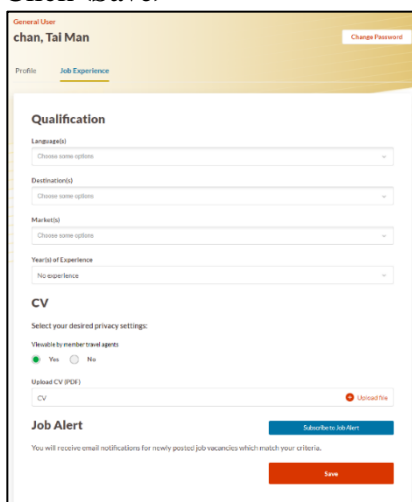 General User
chan, Tai Man
Change Password
Profile Job Experience
Qualification
Language(s)
Choose some options
Destination(s)
Choose some options
Market(s)
Choose some options
Year(s) of Experience
No experience
CV
Select your desired privacy settings:
Viewable by member travel agents
Yes No
Upload CV (PDF)
CV Upload file
Job Alert Subscribe to Job Alert
You will receive email notifications for newly posted job vacancies which match your criteria.
Save